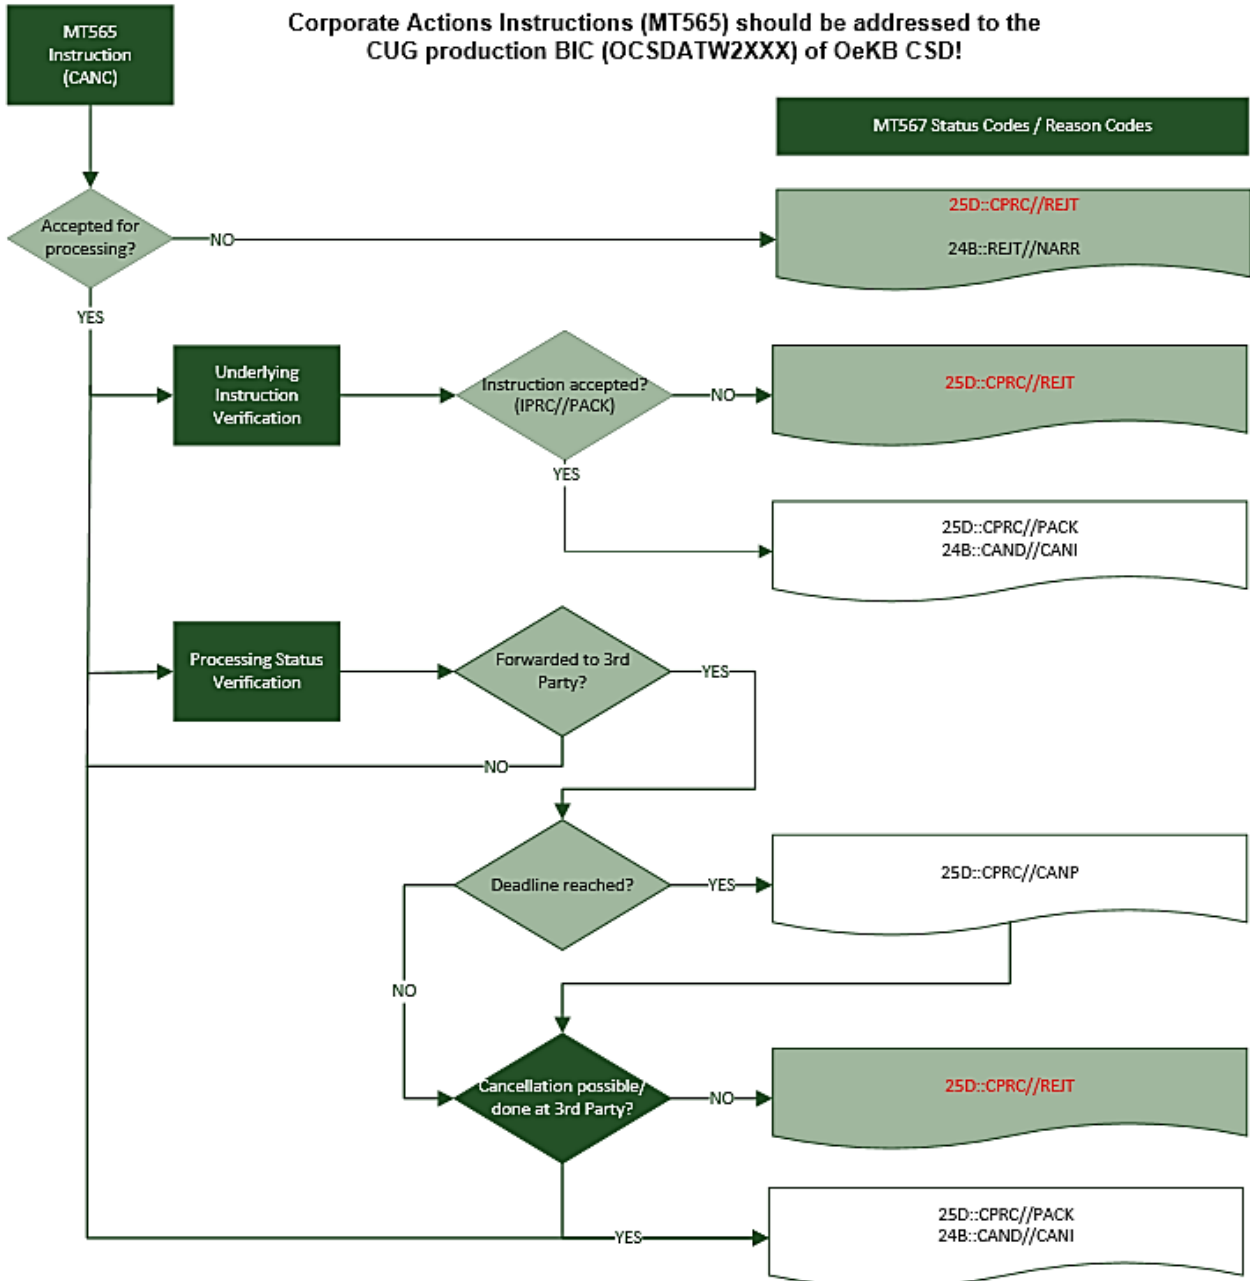 MT565
Instruction
(CANC)
Corporate Actions Instructions (MT565) should be addressed to the
CUG production BIC (OCSDATW2XXX) of OeKB CSD!
MT567 Status Codes / Reason Codes
Accepted for
processing?
NO
25D::CPRC//REJT
24B::REJT//NARR
YES
Underlying
Instruction
Verification
Instruction accepted?
(IPRC//PACK)
NO
25D::CPRC//REJT
YES
25D::CPRC//PACK
24B::CAND//CANI
Processing Status
Verification
Forwarded to 3rd
Party?
YES
NO
Deadline reached?
YES
25D::CPRC//CANP
NO
Cancellation possible/
done at 3rd Party?
NO
25D::CPRC//REJT
YES
25D::CPRC//PACK
24B::CAND//CANI